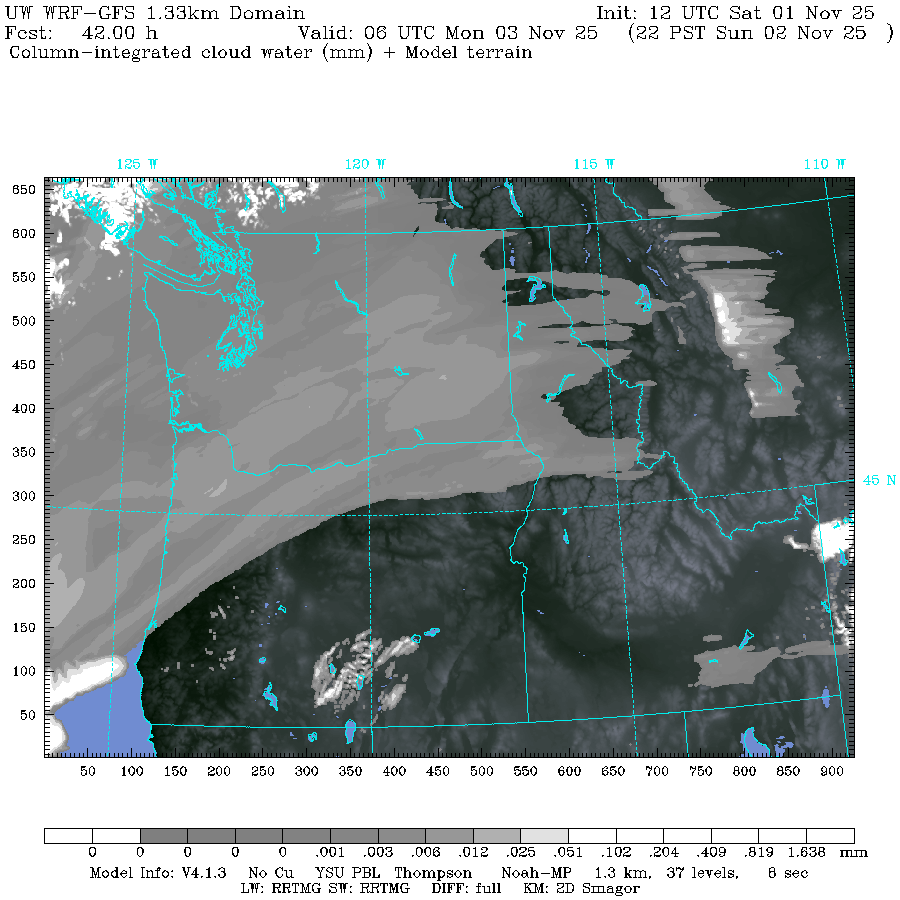 UW WRF-GFS 1.33km Domain Init: 12 UTC Sat 01 Nov 25
Fcst: 42.00 h Valid: 06 UTC Mon 03 Nov 25 (22 PST Sun 02 Nov 25 )
Column-integrated cloud water (mm) + Model terrain
125 W 120 W 115 W 110 W
650
600
550
500
450
400
350
45 N
300
250
200
150
100
50
50 100 150 200 250 300 350 400 450 500 550 600 650 700 750 800 850 900
0 0 0 0 0 .001 .003 .006 .012 .025 .051 .102 .204 .409 .819 1.638 mm
Model Info: V4.1.3 No Cu YSU PBL Thompson Noah-MP 1.3 km, 37 levels, 8 sec
LW: RRTMG SW: RRTMG DIFF: full KM: 2D Smagor